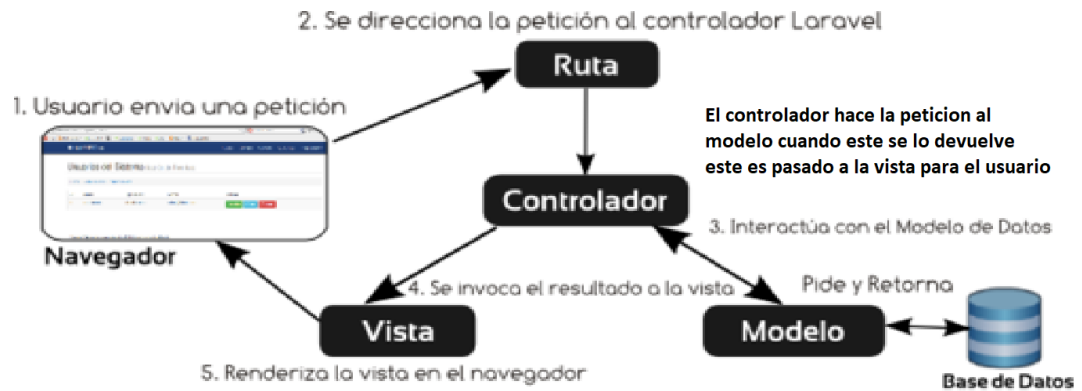 2. Se direcciona la petición al controlador Laravel
Ruta
1. Usuario envia una petición
El controlador hace la peticion al
modelo cuando este se lo devuelve
este es pasado a la vista para el usuario
Usuarios del Sistema
Controlador
3. Interactúa con el Modelo de Datos
Navegador
4. Se invoca el resultado a la vista
Pide y Retorna
Vista
Modelo
5. Renderiza la vista en el navegador
Base de Datos